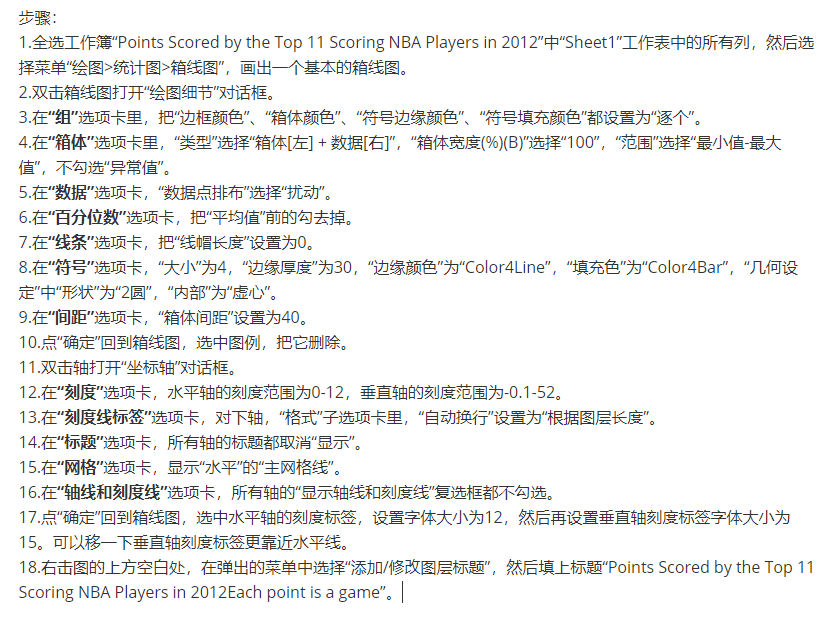 步骤：
1.全选工作簿“Points Scored by the Top 11 Scoring NBA Players in 2012”中“Sheet1”工作表中的所有列，然后选
择菜单“绘图>统计图>箱线图”，画出一个基本的箱线图。
2.双击箱线图打开“绘图细节”对话框。
3.在“组”选项卡里，把“边框颜色”、“箱体颜色”、“符号边缘颜色”、“符号填充颜色”都设置为“逐个”。
4.在“箱体”选项卡里，“类型”选择“箱体[左] + 数据[右]”，“箱体宽度(%)(B)”选择“100”，“范围”选择“最小值-最大
值”，不勾选“异常值”。
5.在“数据”选项卡，“数据点排布”选择“扰动”。
6.在“百分位数”选项卡，把“平均值”前的勾去掉。
7.在“线条”选项卡，把“线帽长度”设置为0。
8.在“符号”选项卡，“大小”为4，“边缘厚度”为30，“边缘颜色”为“Color4Line”，“填充色”为“Color4Bar”，“几何设
定”中“形状”为“2圆”，“内部”为“虚心”。
9.在“间距”选项卡，“箱体间距”设置为40。
10.点“确定”回到箱线图，选中图例，把它删除。
11.双击轴打开“坐标轴”对话框。
12.在“刻度”选项卡，水平轴的刻度范围为0-12，垂直轴的刻度范围为-0.1-52。
13.在“刻度线标签”选项卡，对下轴，“格式”子选项卡里，“自动换行”设置为“根据图层长度”。
14.在“标题”选项卡，所有轴的标题都取消“显示”。
15.在“网格”选项卡，显示“水平”的“主网格线”。
16.在“轴线和刻度线”选项卡，所有轴的“显示轴线和刻度线”复选框都不勾选。
17.点“确定”回到箱线图，选中水平轴的刻度标签，设置字体大小为12，然后再设置垂直轴刻度标签字体大小为
15。可以移一下垂直轴刻度标签更靠近水平线。
18.右击图的上方空白处，在弹出的菜单中选择“添加/修改图层标题”，然后填上标题“Points Scored by the Top 11
Scoring NBA Players in 2012Each point is a game”。